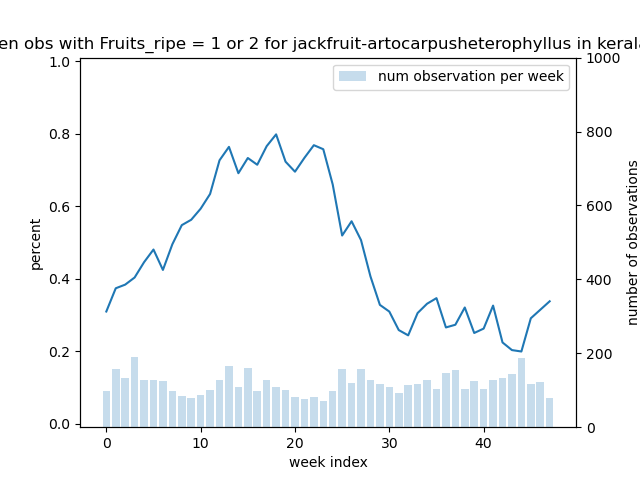 obs with Fruits_ripe = 1 or 2 for jackfruit-artocarpusheterophyllus in
num observation per week
percent
1.0
0.8
0.6
0.4
0.2
0.0
1000
800
600
400
200
0
number of observations
0 10 20 30 40
week index